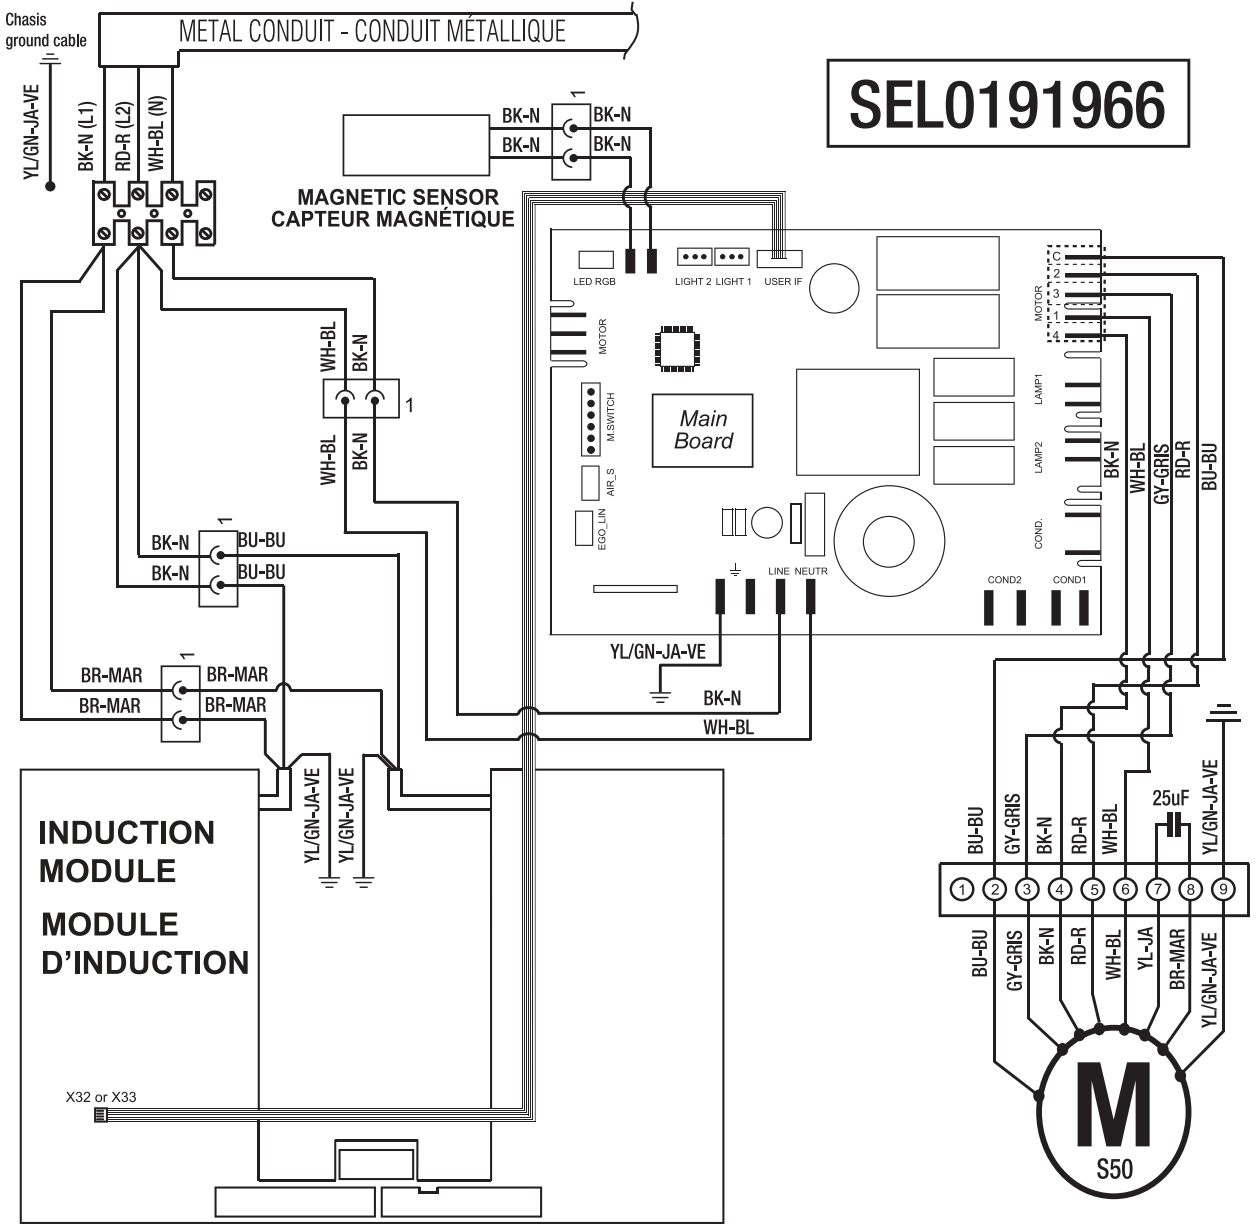 Chasis
ground cable
METAL CONDUIT - CONDUIT MÉTALLIQUE
SEL0191966
YL/GN-JA-VE
BK-N (L1)
RD-R (L2)
WH-BL (N)
1
BK-N
BK-N
BK-N
BK-N
MAGNETIC SENSOR
CAPTEUR MAGNÉTIQUE
LED RGB
LIGHT 2
LIGHT 1
USER IF
C
2
3
1
4
MOTOR
MOTOR
WH-BL
BK-N
1
WH-BL
BK-N
M.SWITCH
Main
Board
LAMP1
LAMP2
COND.
AIR_S
EGO_LIN
BK-N
WH-BL
GY-GRIS
RD-R
BU-BU
1
BK-N
BU-BU
BK-N
BU-BU
LINE
NEUTR
COND2
COND1
YL/GN-JA-VE
1
BR-MAR
BR-MAR
BR-MAR
BR-MAR
BK-N
WH-BL
YL/GN-JA-VE
YL/GN-JA-VE
INDUCTION
MODULE
MODULE
D'INDUCTION
BU-BU
GY-GRIS
BK-N
RD-R
WH-BL
25uF
YL/GN-JA-VE
1
2
3
4
5
6
7
8
9
BU-BU
GY-GRIS
BK-N
RD-R
WH-BL
YL-JA
BR-MAR
YL/GN-JA-VE
X32 or X33
M
S50